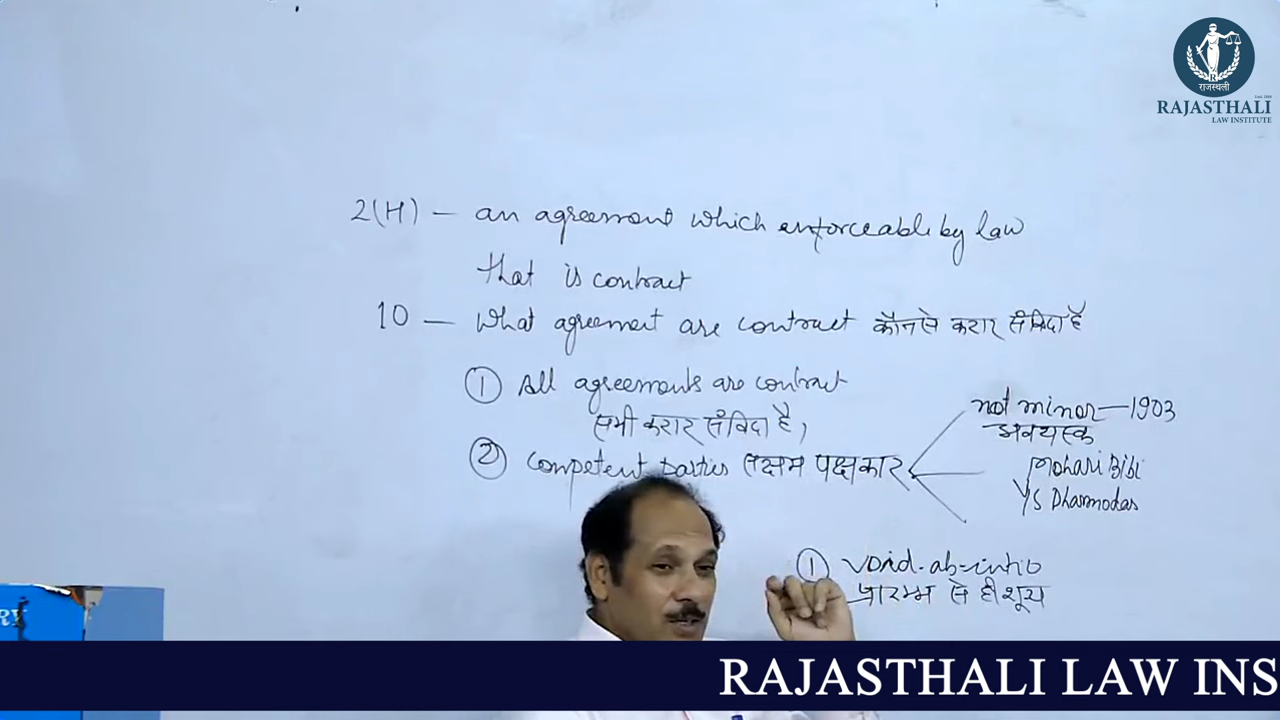 राजस्थली
RAJASTHALI
LAW INSTITUTE
2(H) – an agreement which enforceable by law
that is contract
10 – What agreement are contract कौनसे करार संविदा है
① All agreements are contract
सभी करार संविदा है,
② Competent parties सक्षम पक्षकार
not minor – 1903
अवयस्क
Mohari Bibi
V/S Dharmodas
① void-ab-intio
प्रारम्भ से ही शून्य
RY
RAJASTHALI LAW INS